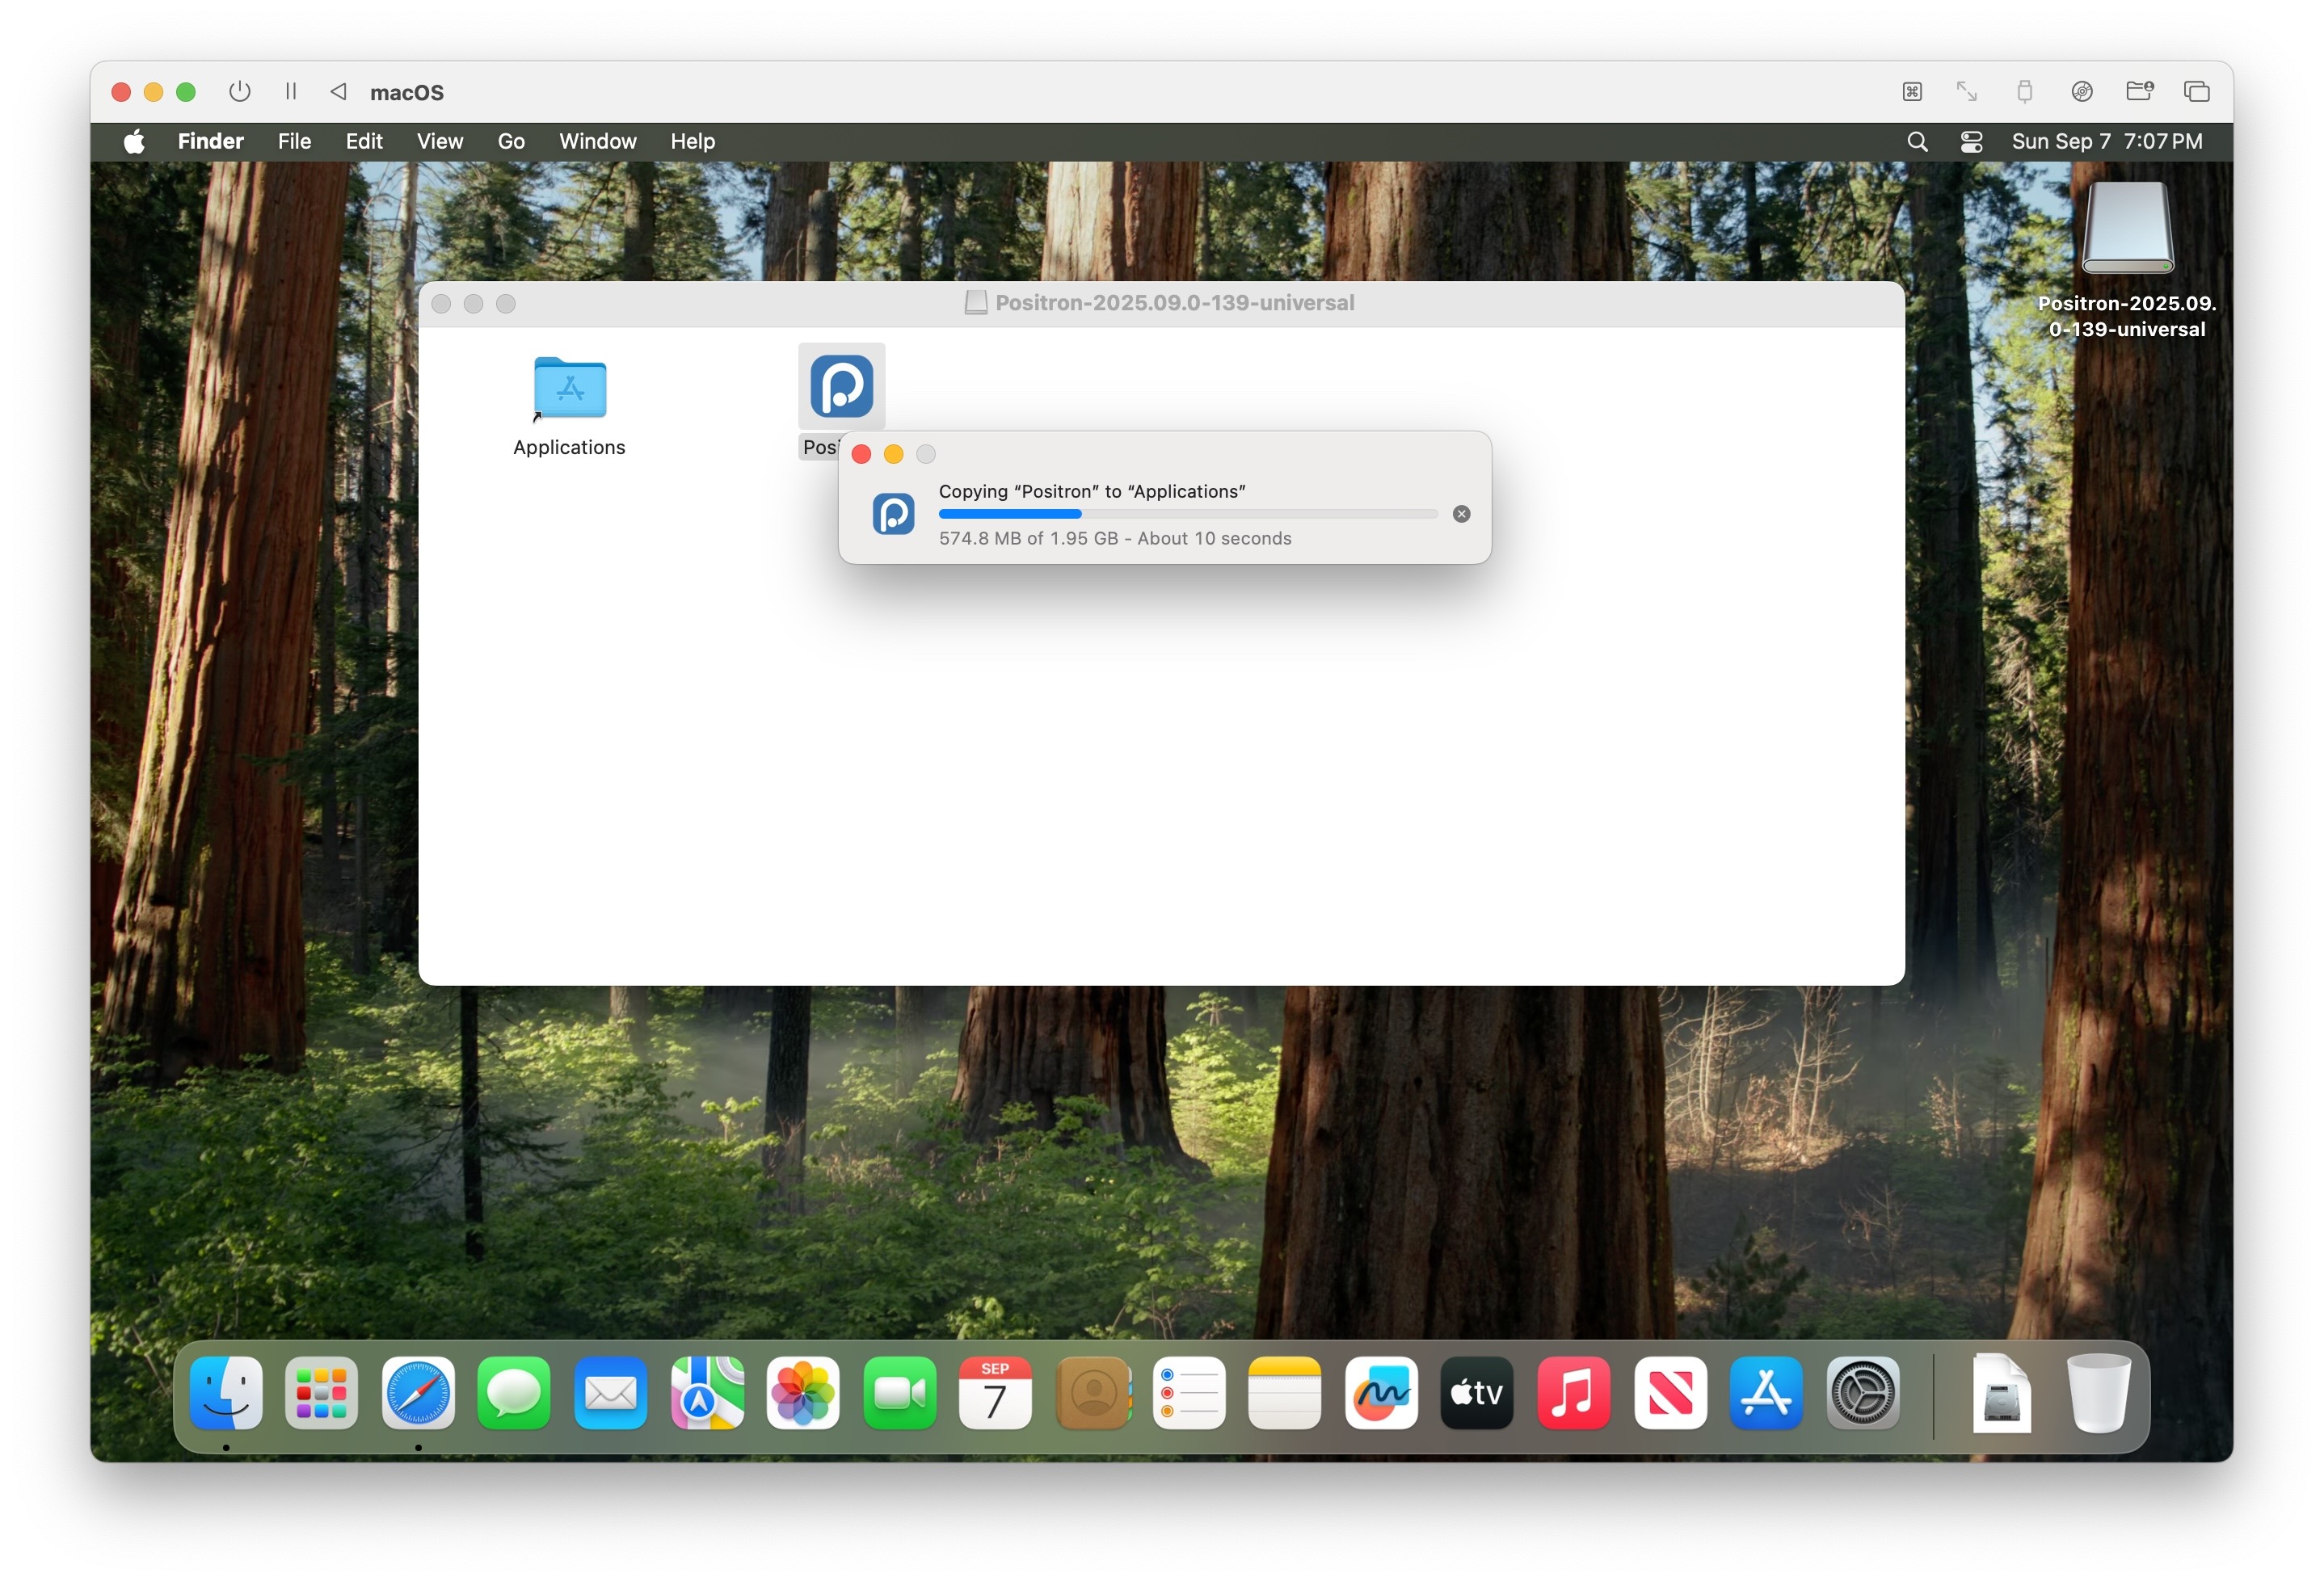 macOS
Finder File Edit View Go Window Help Sun Sep 7 7:07 PM
Positron-2025.09.0-139-universal
Positron-2025.09.
0-139-universal
Applications
Posi
Copying “Positron” to “Applications”
574.8 MB of 1.95 GB - About 10 seconds
SEP
7
tv